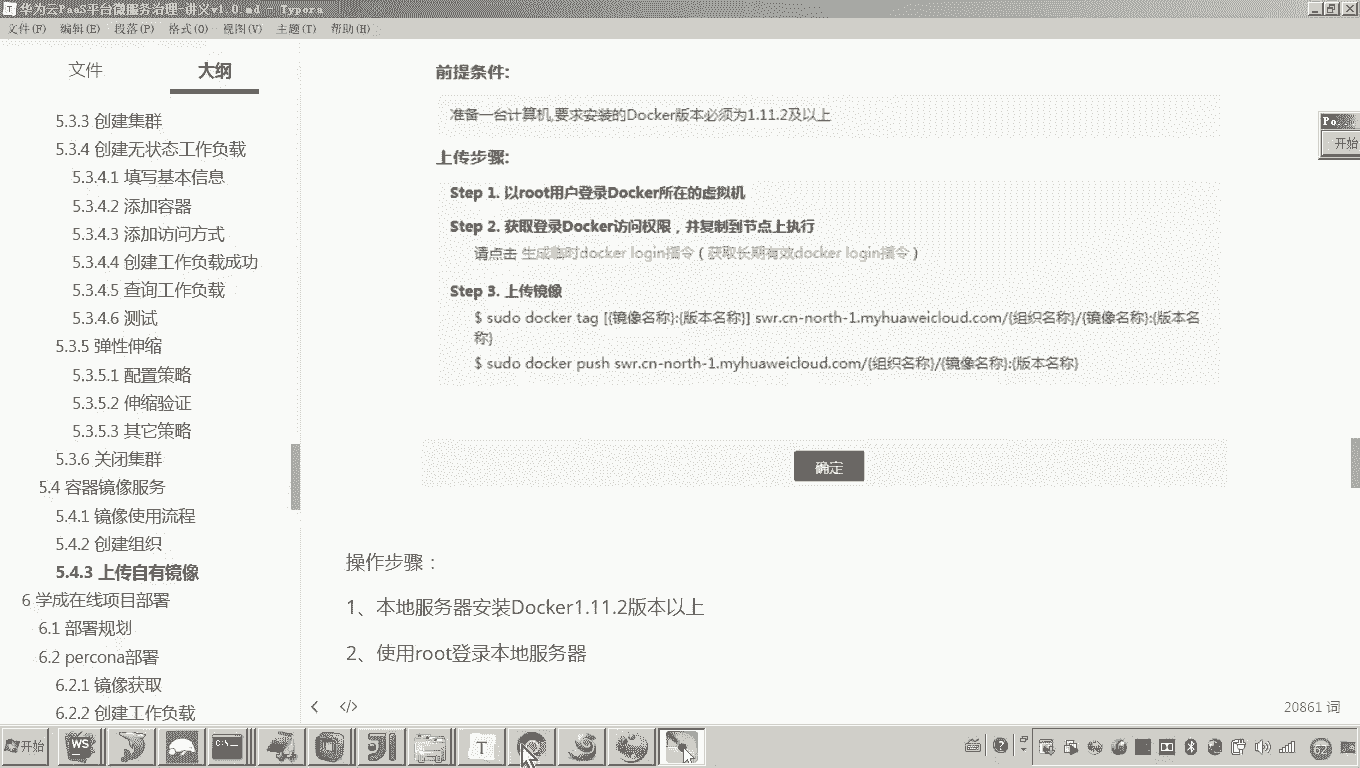 华为云PaaS平台微服务治理-讲义v1.0.md - Typora
文件(F) 编辑(E) 段落(P) 格式(O) 视图(V) 主题(T) 帮助(H)
文件 大纲
5.3.3 创建集群
5.3.4 创建无状态工作负载
5.3.4.1 填写基本信息
5.3.4.2 添加容器
5.3.4.3 添加访问方式
5.3.4.4 创建工作负载成功
5.3.4.5 查询工作负载
5.3.4.6 测试
5.3.5 弹性伸缩
5.3.5.1 配置策略
5.3.5.2 伸缩验证
5.3.5.3 其它策略
5.3.6 关闭集群
5.4 容器镜像服务
5.4.1 镜像使用流程
5.4.2 创建组织
5.4.3 上传自有镜像
6 学成在线项目部署
6.1 部署规划
6.2 percona部署
6.2.1 镜像获取
6.2.2 创建工作负载
前提条件:
准备一台计算机,要求安装的Docker版本必须为1.11.2及以上
上传步骤:
Step 1. 以root用户登录Docker所在的虚拟机
Step 2. 获取登录Docker访问权限，并复制到节点上执行
请点击 生成临时docker login指令 ( 获取长期有效docker login指令 )
Step 3. 上传镜像
$ sudo docker tag [{镜像名称}:{版本名称}] swr.cn-north-1.myhuaweicloud.com/{组织名称}/{镜像名称}:{版本名
称}
$ sudo docker push swr.cn-north-1.myhuaweicloud.com/{组织名称}/{镜像名称}:{版本名称}
确定
操作步骤：
1、本地服务器安装Docker1.11.2版本以上
2、使用root登录本地服务器
20861 词
Po...
开始
开始
WS
C:\_
T
62